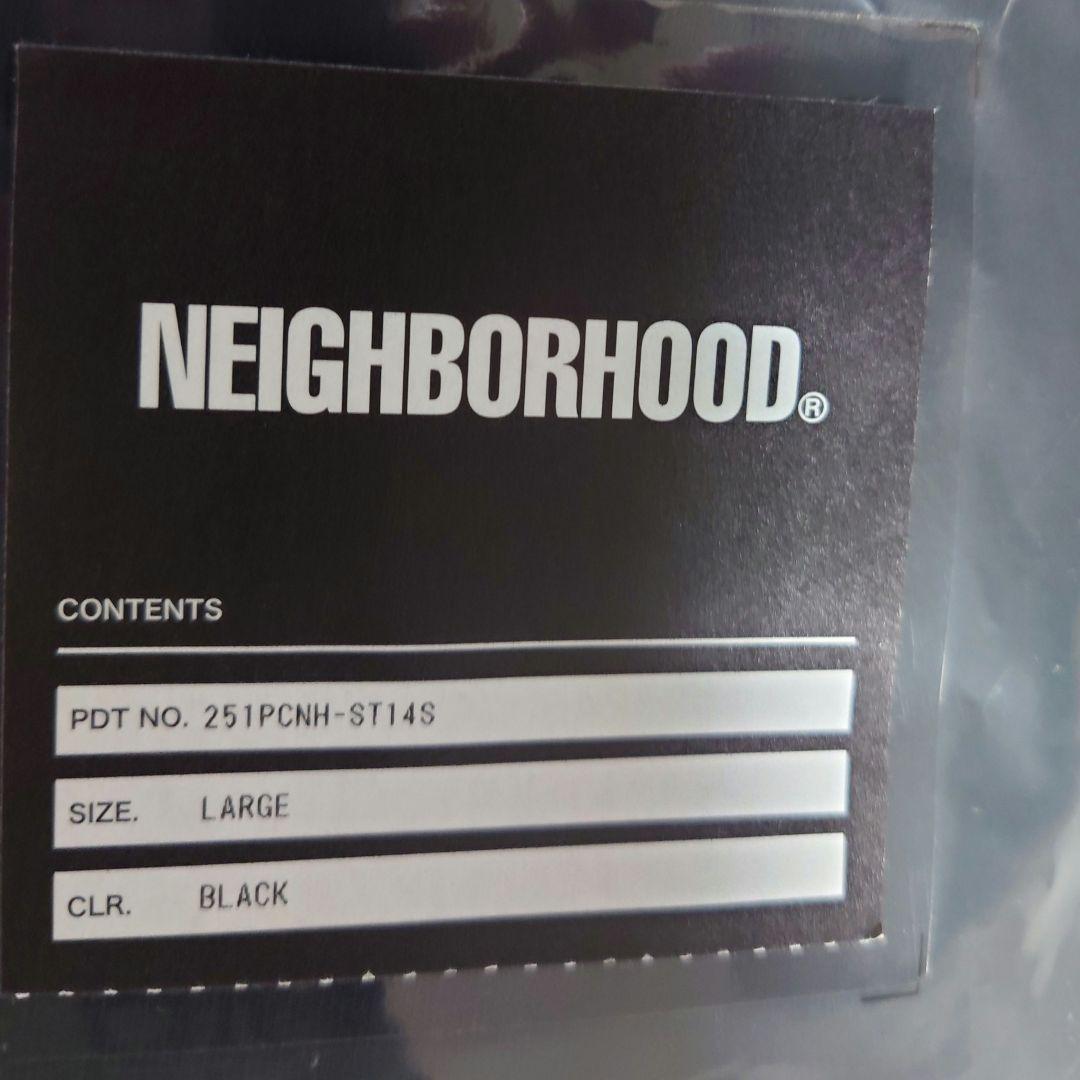 NEIGHBORHOOD®
CONTENTS
PDT NO. 251PCNH-ST14S
SIZE. LARGE
CLR. BLACK